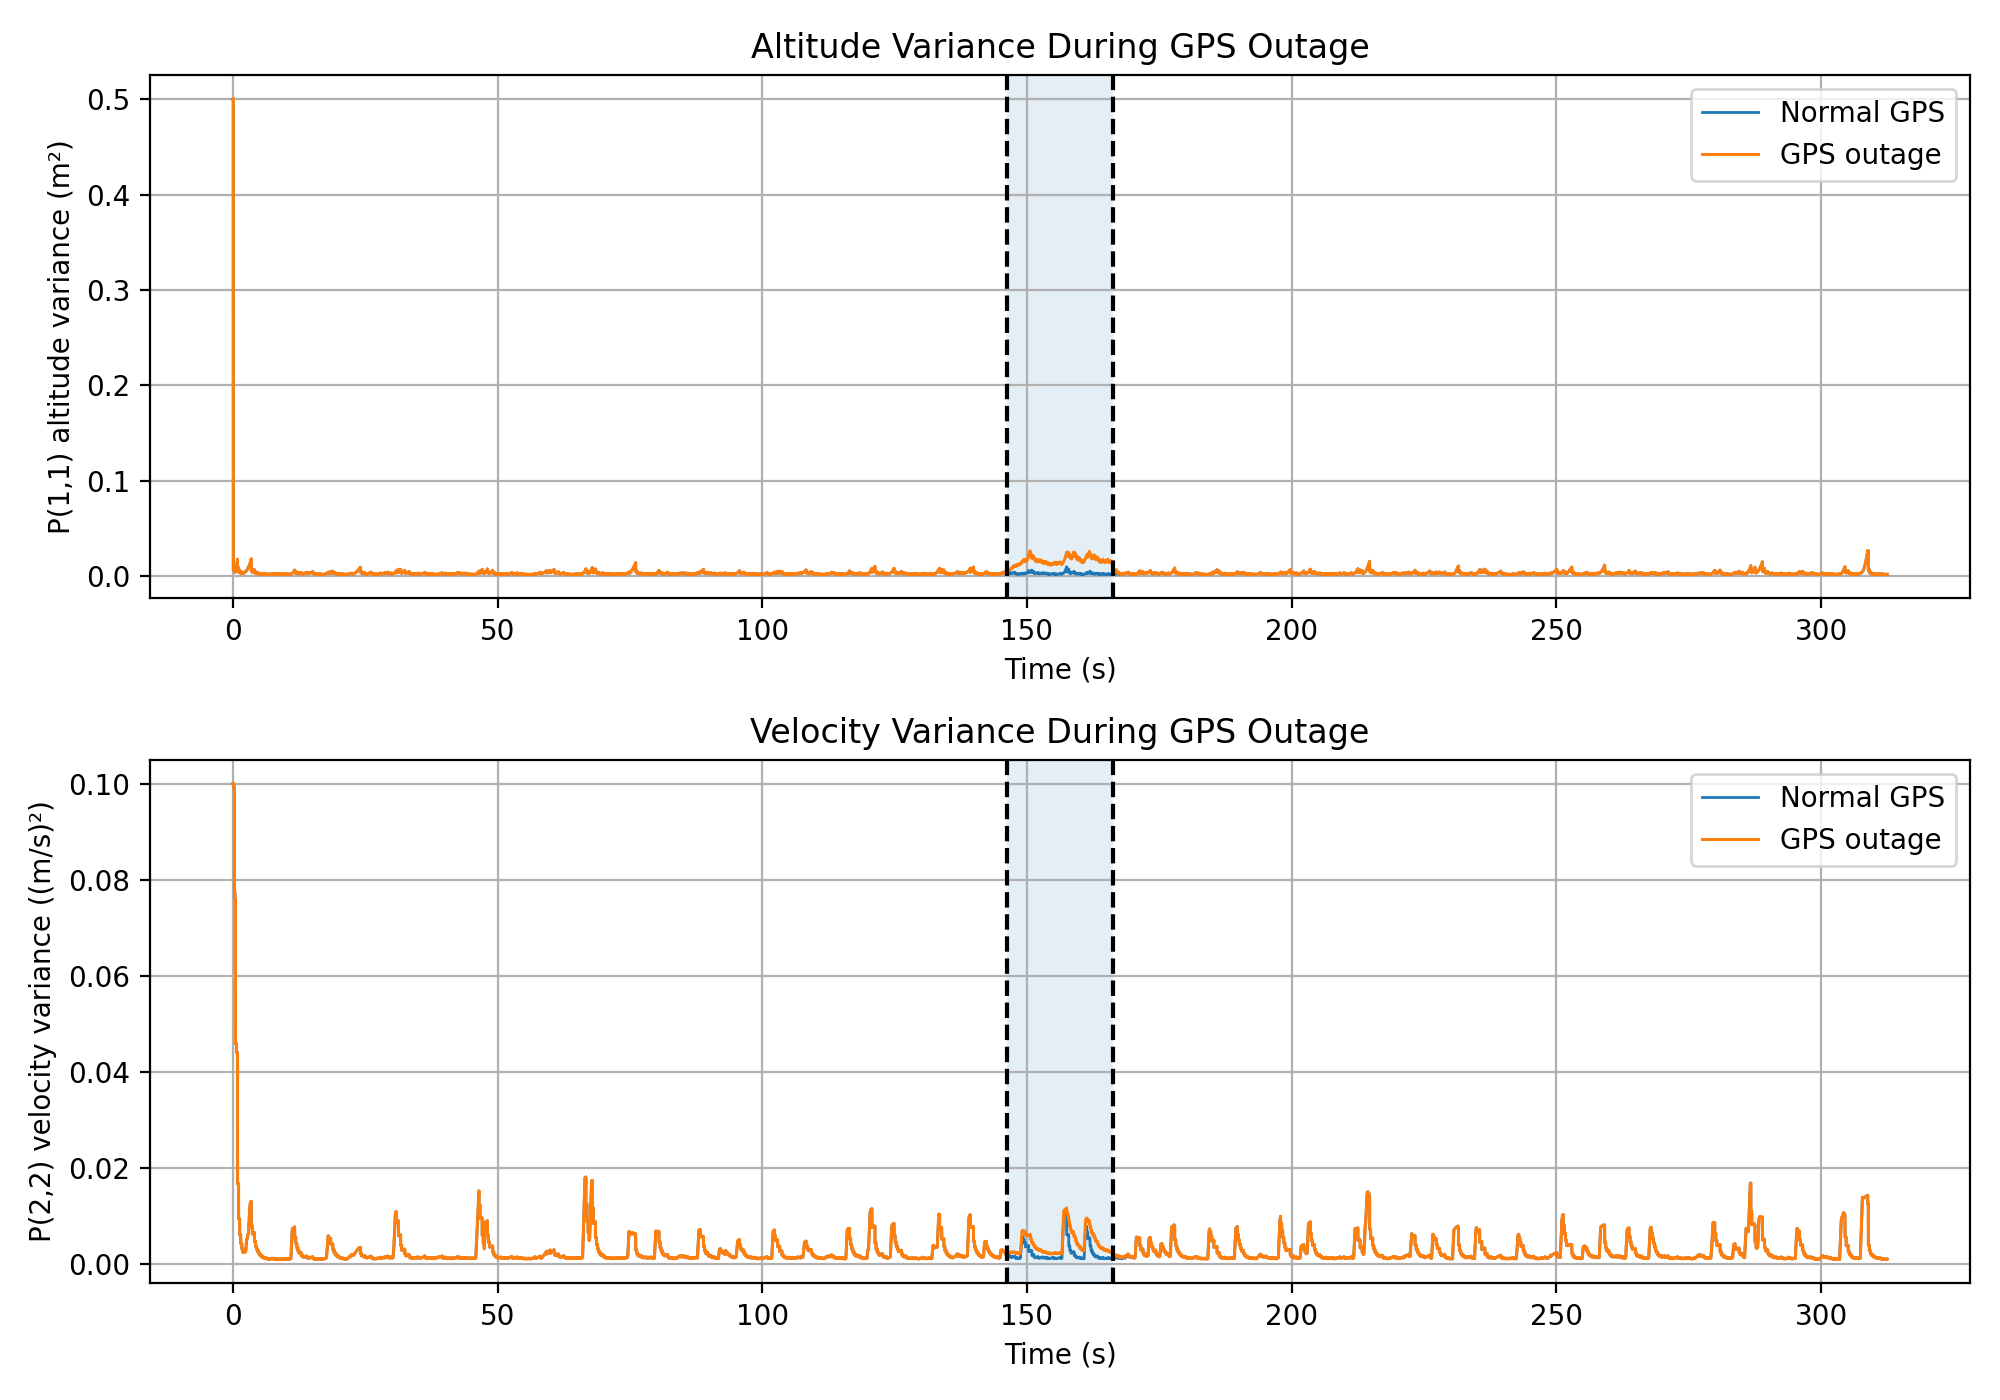 Altitude Variance During GPS Outage
P(1,1) altitude variance (m²)
0.5
0.4
0.3
0.2
0.1
0.0
Normal GPS
GPS outage
0 50 100 150 200 250 300
Time (s)
Velocity Variance During GPS Outage
P(2,2) velocity variance ((m/s)²)
0.10
0.08
0.06
0.04
0.02
0.00
Normal GPS
GPS outage
0 50 100 150 200 250 300
Time (s)